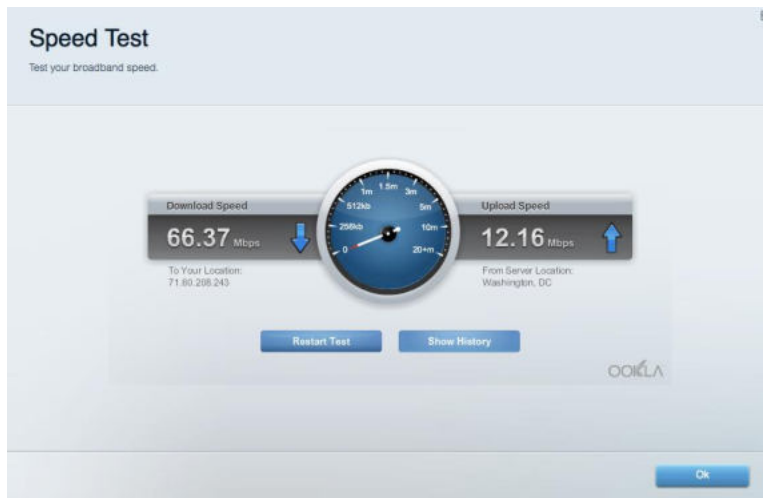 Speed Test
Test your broadband speed.
Download Speed
66.37 Mbps
To Your Location:
71.80.208.243
0
256kb
512kb
1m
1.5m
3m
5m
10m
20+m
Upload Speed
12.16 Mbps
From Server Location:
Washington, DC
Restart Test
Show History
OOKLA
Ok